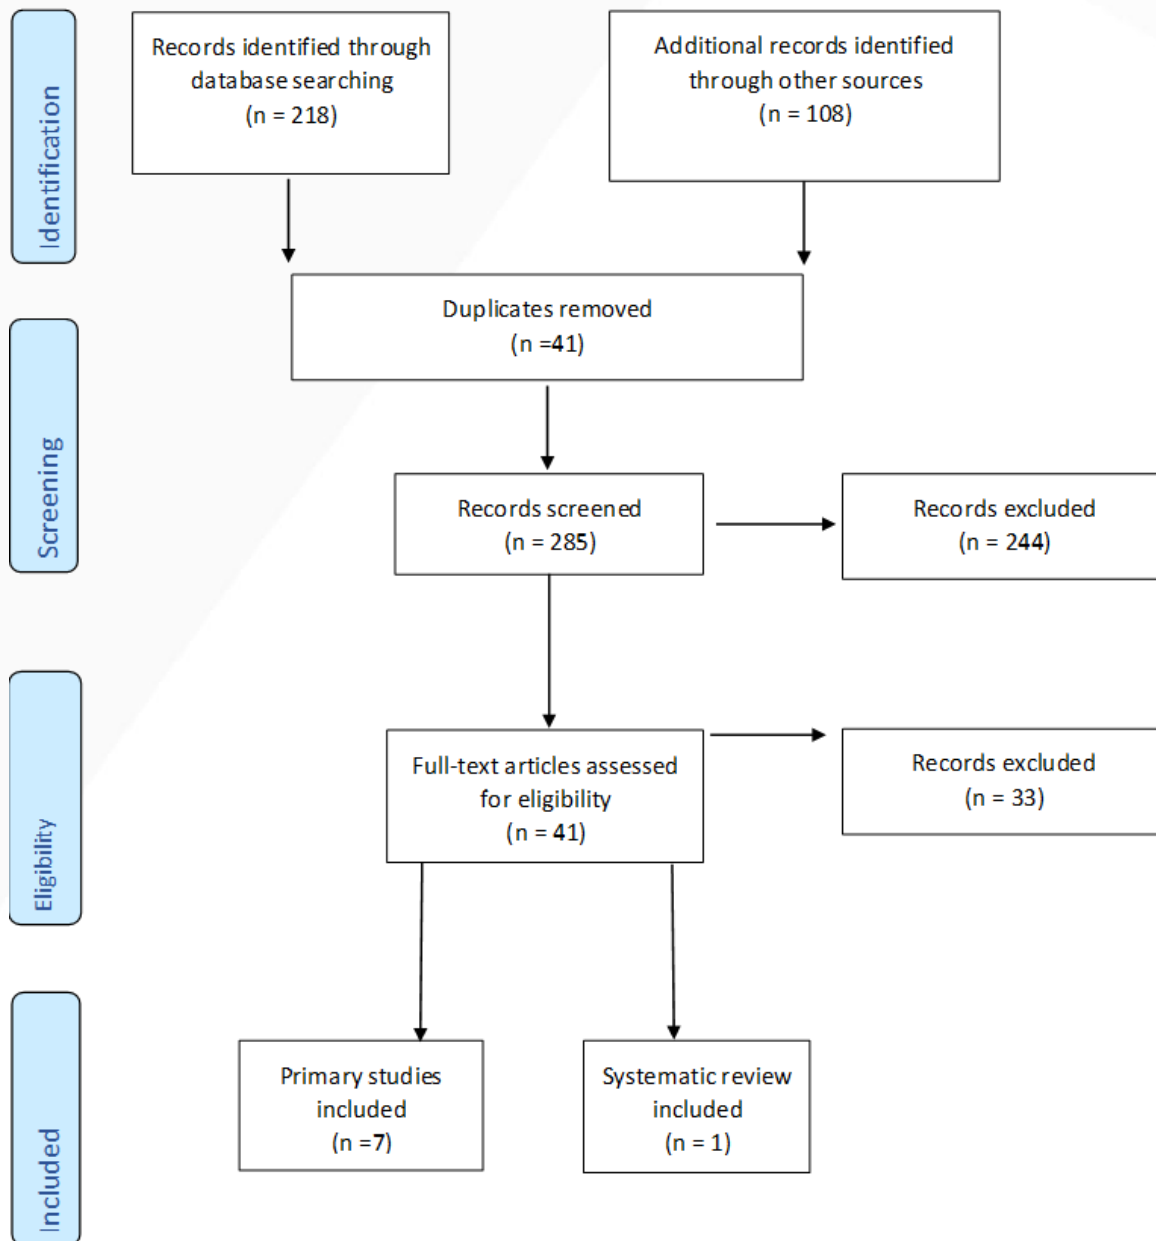 Identification
Records identified through
database searching
(n = 218)
Additional records identified
through other sources
(n = 108)
Duplicates removed
(n =41)
Screening
Records screened
(n = 285)
Records excluded
(n = 244)
Eligibility
Full-text articles assessed
for eligibility
(n = 41)
Records excluded
(n = 33)
Included
Primary studies
included
(n =7)
Systematic review
included
(n = 1)